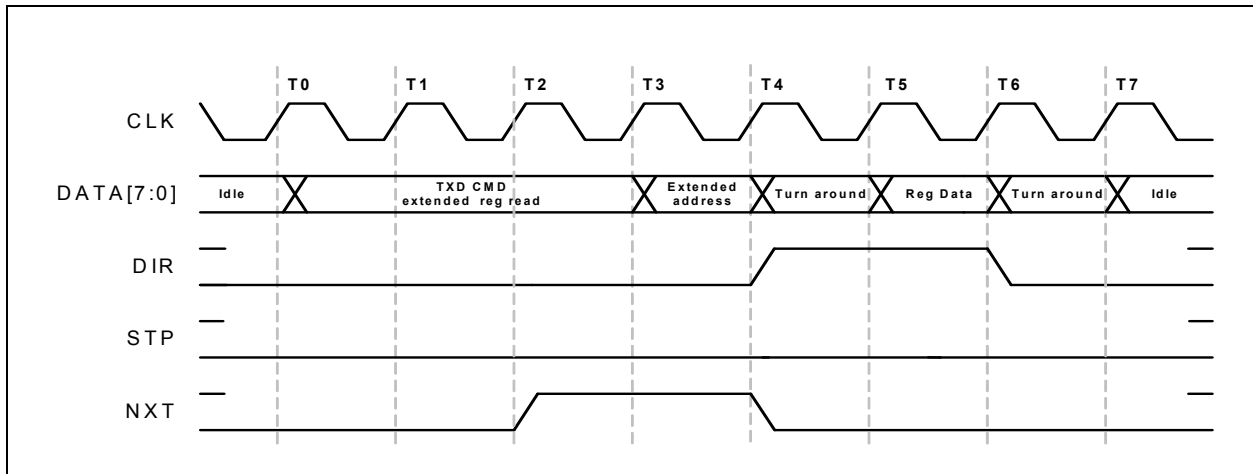 T0 T1 T2 T3 T4 T5 T6 T7
CLK
DATA[7:0]
Idle
TXD CMD
extended reg read
Extended
address
Turn around
Reg Data
Turn around
Idle
DIR
STP
NXT